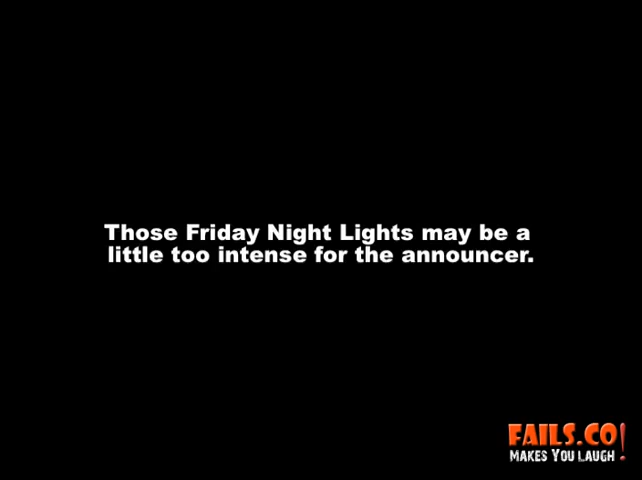 Those Friday Night Lights may be a
little too intense for the announcer.
FAILS.CO!
MAKES YOU LAUGH